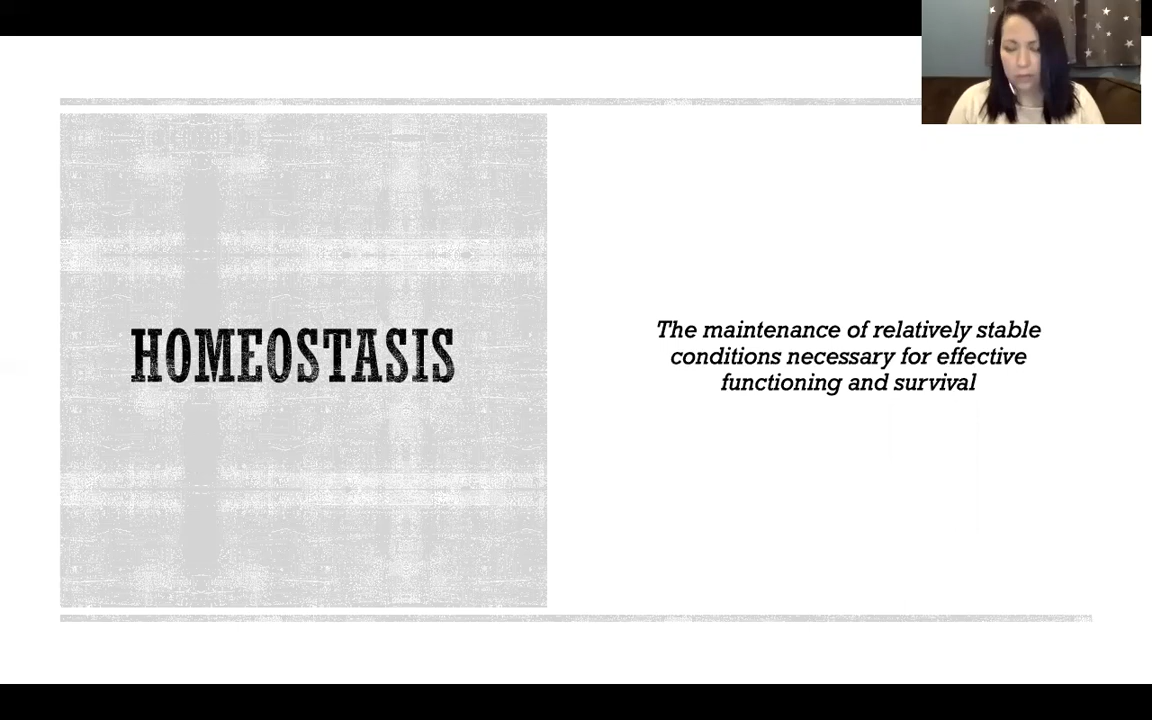 HOMEOSTASIS
The maintenance of relatively stable
conditions necessary for effective
functioning and survival